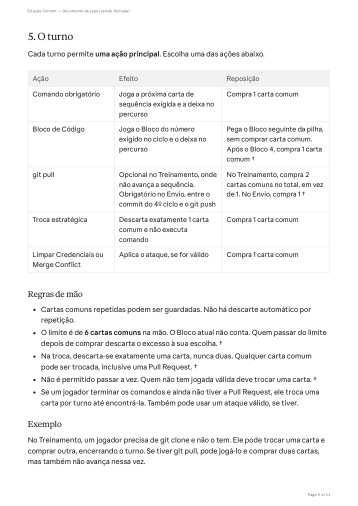 Estação Commit — Documento de jogo (versão fechada)
5. O turno
Cada turno permite uma ação principal. Escolha uma das ações abaixo.
Ação Efeito Reposição
Comando obrigatório Joga a próxima carta de Compra 1 carta comum
sequência exigida e a deixa no
percurso
Bloco de Código Joga o Bloco do número Pega o Bloco seguinte da pilha,
exigido no ciclo e o deixa no sem comprar carta comum.
percurso Após o Bloco 4, compra 1 carta
comum †
git pull Opcional no Treinamento, onde No Treinamento, compra 2
não avança a sequência. cartas comuns no total, em vez
Obrigatório no Envio, entre o de 1. No Envio, compra 1 †
commit do 4º ciclo e o git push
Troca estratégica Descarta exatamente 1 carta Compra 1 carta comum
comum e não executa
comando
Limpar Credenciais ou Aplica o ataque, se for válido Compra 1 carta comum
Merge Conflict
Regras de mão
• Cartas comuns repetidas podem ser guardadas. Não há descarte automático por
repetição.
• O limite é de 6 cartas comuns na mão. O Bloco atual não conta. Quem passar do limite
depois de comprar descarta o excesso à sua escolha. †
• Na troca, descarta-se exatamente uma carta, nunca duas. Qualquer carta comum
pode ser trocada, inclusive uma Pull Request. †
• Não é permitido passar a vez. Quem não tem jogada válida deve trocar uma carta. †
• Se um jogador terminar os comandos e ainda não tiver a Pull Request, ele troca uma
carta por turno até encontrá-la. Também pode usar um ataque válido, se tiver.
Exemplo
No Treinamento, um jogador precisa de git clone e não o tem. Ele pode trocar uma carta e
comprar outra, encerrando o turno. Se tiver git pull, pode jogá-lo e comprar duas cartas,
mas também não avança nessa vez.
Page 5 of 11